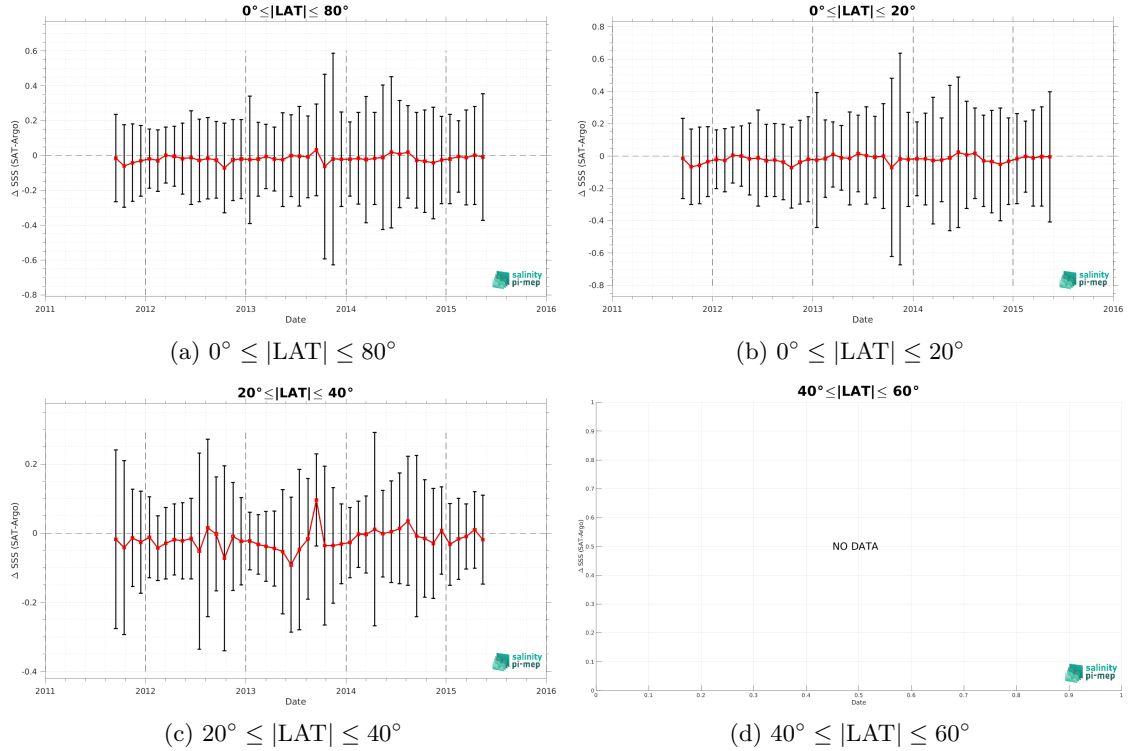 0°≤|LAT|≤ 80°
Δ SSS (SAT-Argo)
0.6
0.4
0.2
0
-0.2
-0.4
-0.6
-0.8
2011 2012 2013 2014 2015 2016
Date
salinity
pi-mep
(a) 0° ≤ |LAT| ≤ 80°
0°≤|LAT|≤ 20°
Δ SSS (SAT-Argo)
0.8
0.6
0.4
0.2
0
-0.2
-0.4
-0.6
-0.8
2011 2012 2013 2014 2015 2016
Date
salinity
pi-mep
(b) 0° ≤ |LAT| ≤ 20°
20°≤|LAT|≤ 40°
Δ SSS (SAT-Argo)
0.2
0
-0.2
-0.4
2011 2012 2013 2014 2015 2016
Date
salinity
pi-mep
(c) 20° ≤ |LAT| ≤ 40°
40°≤|LAT|≤ 60°
Δ SSS (SAT-Argo)
1
0.9
0.8
0.7
0.6
0.5
0.4
0.3
0.2
0.1
0
NO DATA
0 0.1 0.2 0.3 0.4 0.5 0.6 0.7 0.8 0.9 1
Date
salinity
pi-mep
(d) 40° ≤ |LAT| ≤ 60°